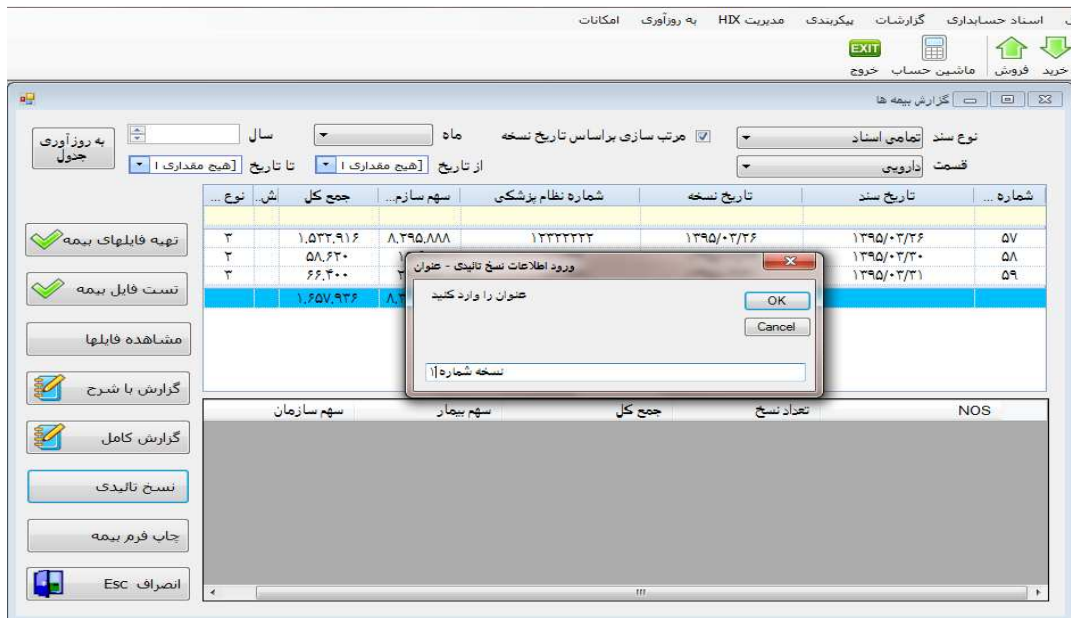 اسناد حسابداری گزارشات پیکربندی مدیریت HIX به روزآوری امکانات
EXIT
خرید فروش ماشین حساب خروج
گزارش بیمه ها
نوع سند تمامی اسناد مرتب سازی براساس تاریخ نسخه ماه سال
به روزآوری جدول
قسمت دارویی از تاریخ [هیچ مقداری ا تا تاریخ [هیچ مقداری ا
شماره ... تاریخ سند تاریخ نسخه شماره نظام پزشکی سهم سازم... جمع کل ش.. نوع ...
۵۷ ۱۳۹۵/۰۳/۲۶ ۱۳۹۵/۰۳/۲۶ ۱۲۳۲۲۲۲۲ ۸,۲۹۵,۸۸۸ ۱,۵۳۲,۹۱۶ ۳
۵۸ ۱۳۹۵/۰۳/۳۰ ۵۸,۶۲۰ ۲
۵۹ ۱۳۹۵/۰۳/۳۱ ۶۶,۴۰۰ ۳
۱,۶۵۷,۹۳۶
ورود اطلاعات نسخ تائیدی - عنوان
عنوان را وارد کنید
OK
Cancel
نسخه شماره ۱
تهیه فایلهای بیمه
تست فایل بیمه
مشاهده فایلها
گزارش با شرح
گزارش کامل
نسخ تائیدی
چاپ فرم بیمه
انصراف Esc
NOS تعداد نسخ جمع کل سهم بیمار سهم سازمان